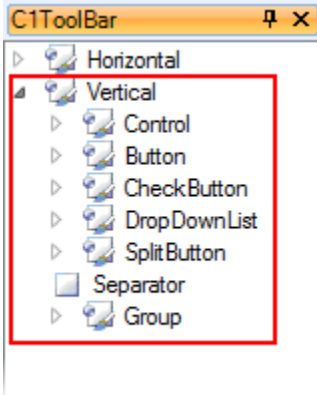 C1ToolBar
Horizontal
Vertical
Control
Button
CheckButton
DropDownList
SplitButton
Separator
Group